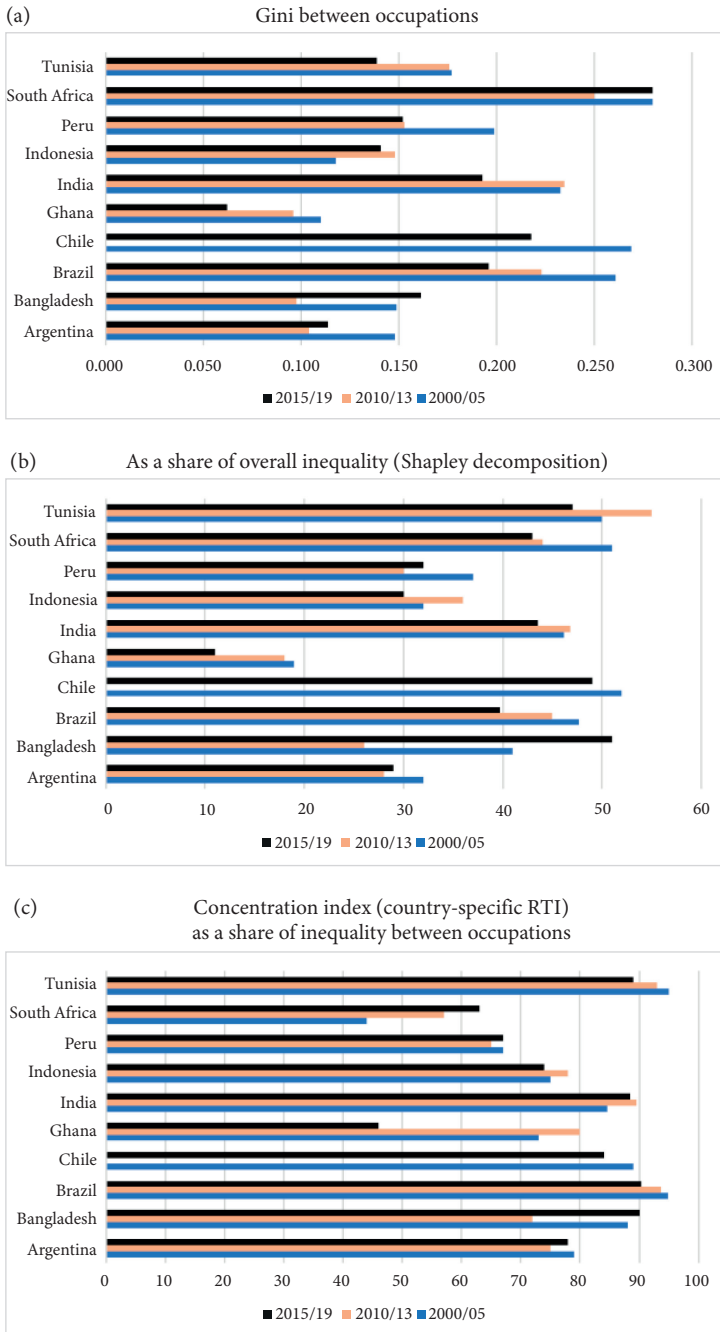 (a)
Gini between occupations
Tunisia
South Africa
Peru
Indonesia
India
Ghana
Chile
Brazil
Bangladesh
Argentina
0.000 0.050 0.100 0.150 0.200 0.250 0.300
2015/19 2010/13 2000/05
(b)
As a share of overall inequality (Shapley decomposition)
Tunisia
South Africa
Peru
Indonesia
India
Ghana
Chile
Brazil
Bangladesh
Argentina
0 10 20 30 40 50 60
2015/19 2010/13 2000/05
(c)
Concentration index (country-specific RTI)
as a share of inequality between occupations
Tunisia
South Africa
Peru
Indonesia
India
Ghana
Chile
Brazil
Bangladesh
Argentina
0 10 20 30 40 50 60 70 80 90 100
2015/19 2010/13 2000/05